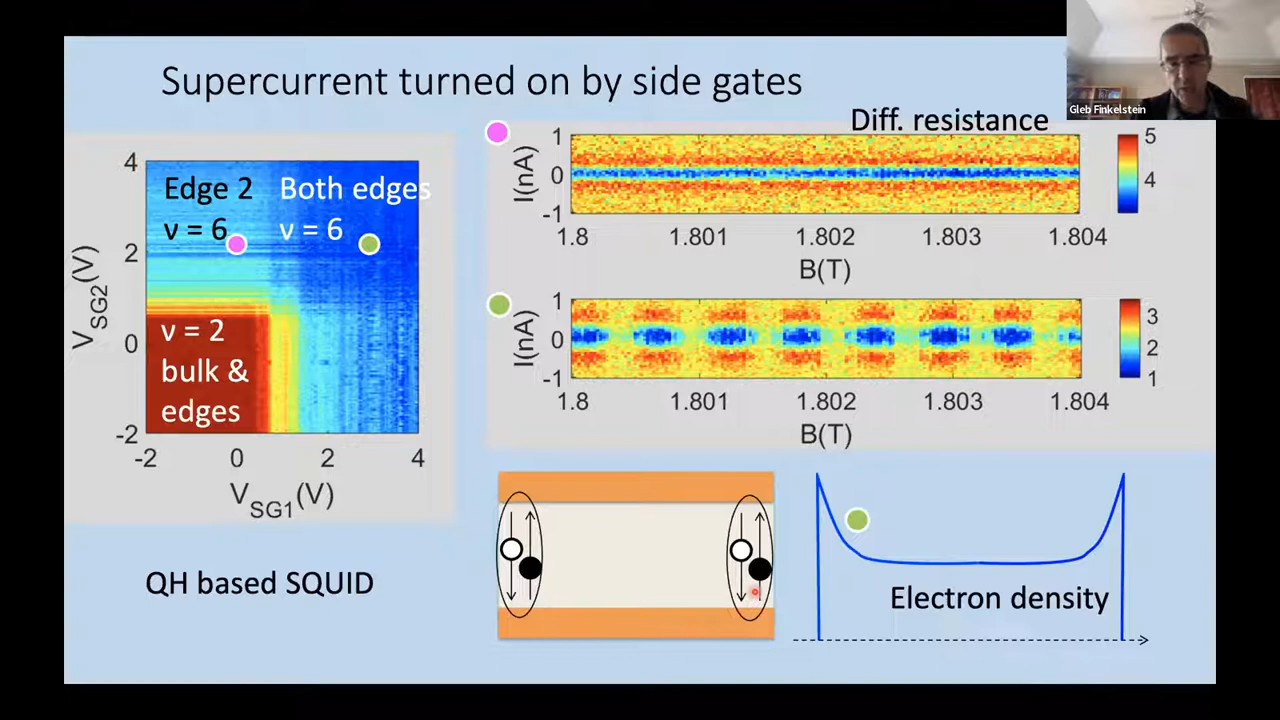 Supercurrent turned on by side gates
Gleb Finkelstein
Diff. resistance
4
2
0
-2
-2
0
2
4
V_SG2(V)
V_SG1(V)
Edge 2
ν = 6
Both edges
ν = 6
ν = 2
bulk &
edges
1
0
-1
I(nA)
1.8
1.801
1.802
1.803
1.804
B(T)
5
4
1
0
-1
I(nA)
1.8
1.801
1.802
1.803
1.804
B(T)
3
2
1
QH based SQUID
Electron density